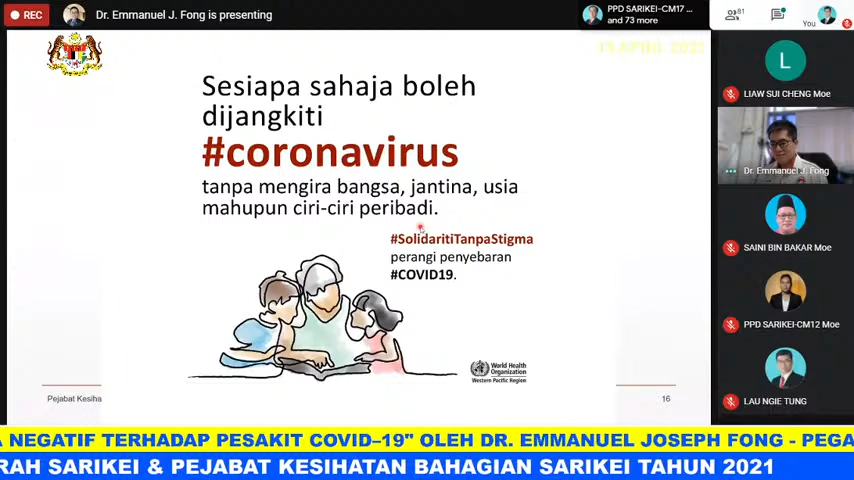 REC
Dr. Emmanuel J. Fong is presenting
PPD SARIKEI-CM17 ...
and 73 more
81
You
13 APRIL 2021
Sesiapa sahaja boleh
dijangkiti
#coronavirus
tanpa mengira bangsa, jantina, usia
mahupun ciri-ciri peribadi.
#SolidaritiTanpaStigma
perangi penyebaran
#COVID19.
World Health
Organization
Western Pacific Region
Pejabat Kesiha
16
L
LIAW SUI CHENG Moe
Dr. Emmanuel J. Fong
SAINI BIN BAKAR Moe
PPD SARIKEI-CM12 Moe
LAU NGIE TUNG
A NEGATIF TERHADAP PESAKIT COVID–19" OLEH DR. EMMANUEL JOSEPH FONG - PEGA
RAH SARIKEI & PEJABAT KESIHATAN BAHAGIAN SARIKEI TAHUN 2021